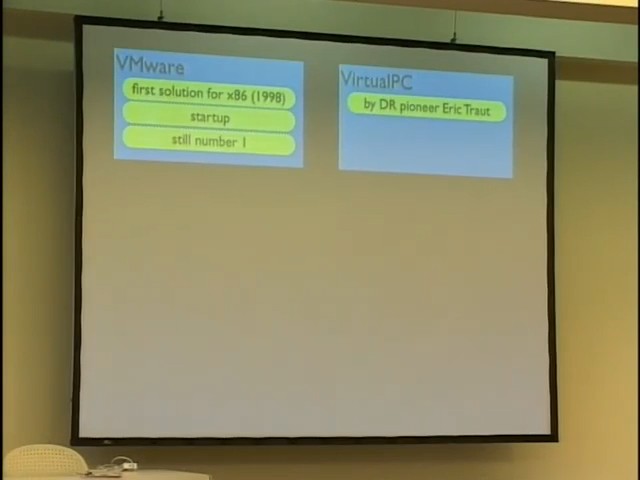 VMware
first solution for x86 (1998)
startup
still number 1
VirtualPC
by DR pioneer Eric Traut